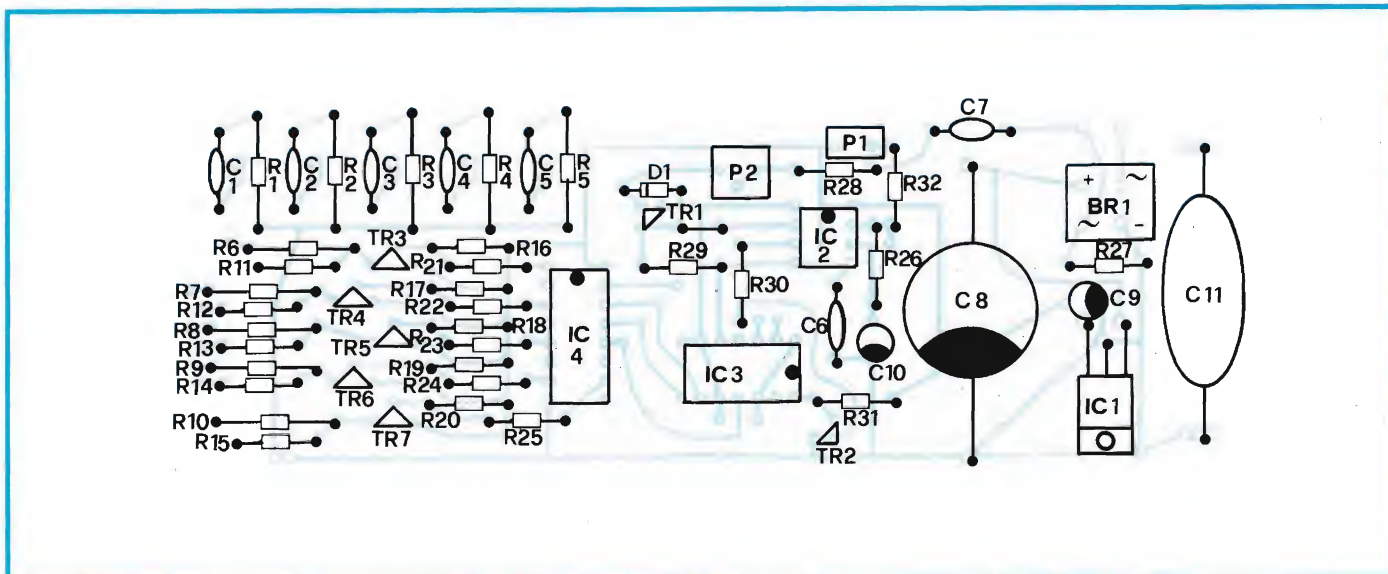 C7
P1
C1
R1
C2
R2
C3
R3
C4
R4
C5
R5
D1
P2
R28
R32
+ ~
BR1
~ -
TR1
IC2
R6
TR3
R16
R11
R21
R29
R26
R27
R7
R17
R30
C8
C9
C11
R12
TR4
R22
R8
R18
IC4
C6
R13
TR5
R23
R9
R19
IC3
C10
R14
TR6
R24
R20
R31
IC1
R10
TR7
R25
R15
TR2